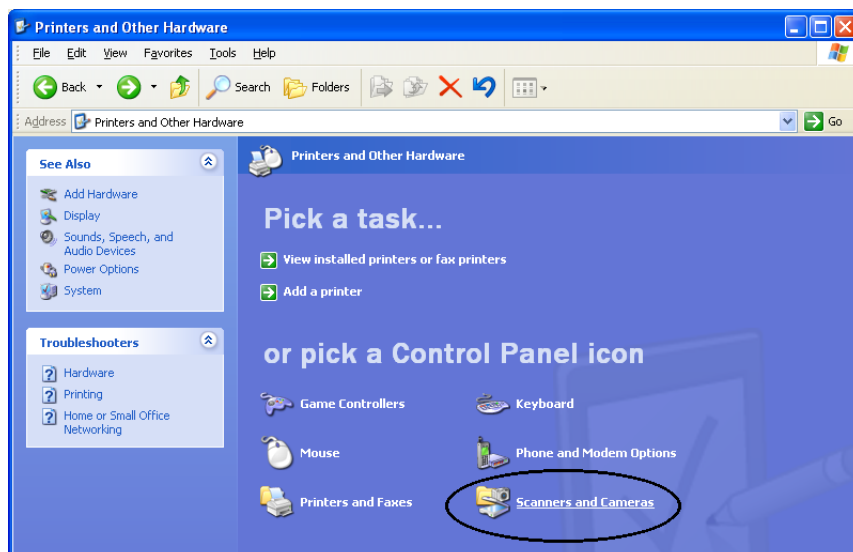 Printers and Other Hardware
File Edit View Favorites Tools Help
Back Search Folders
Address Printers and Other Hardware Go
See Also
Add Hardware
Display
Sounds, Speech, and
Audio Devices
Power Options
System
Troubleshooters
Hardware
Printing
Home or Small Office
Networking
Printers and Other Hardware
Pick a task...
View installed printers or fax printers
Add a printer
or pick a Control Panel icon
Game Controllers
Keyboard
Mouse
Phone and Modem Options
Printers and Faxes
Scanners and Cameras